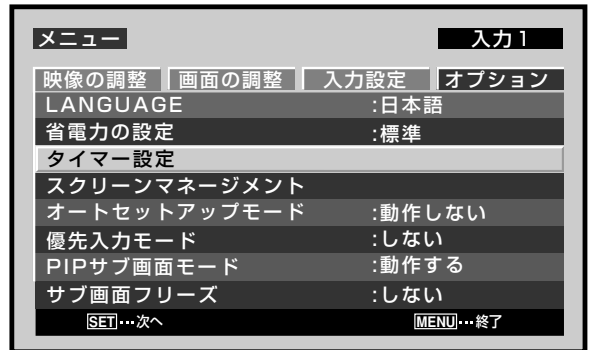 メニュー 入力1
映像の調整 画面の調整 入力設定 オプション
LANGUAGE :日本語
省電力の設定 :標準
タイマー設定
スクリーンマネージメント
オートセットアップモード :動作しない
優先入力モード :しない
PIPサブ画面モード :動作する
サブ画面フリーズ :しない
SET…次へ MENU…終了